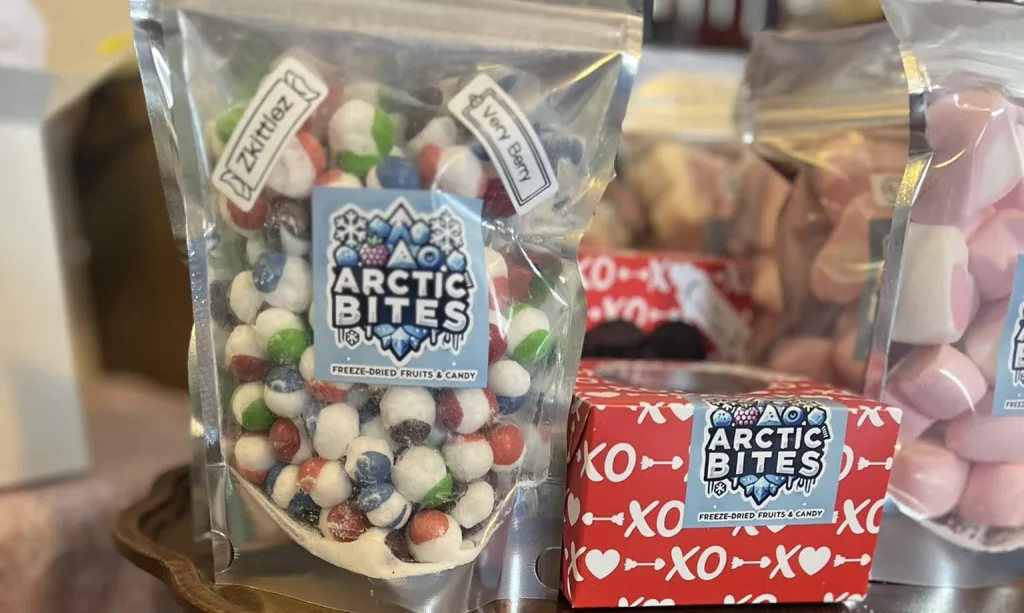 Zkittlez
Very Berry
ARCTIC
BITES
FREEZE-DRIED FRUITS & CANDY
XO
XO
ARCTIC
BITES
FREEZE-DRIED FRUITS & CANDY
XO
XO
XO
XO
X
XO